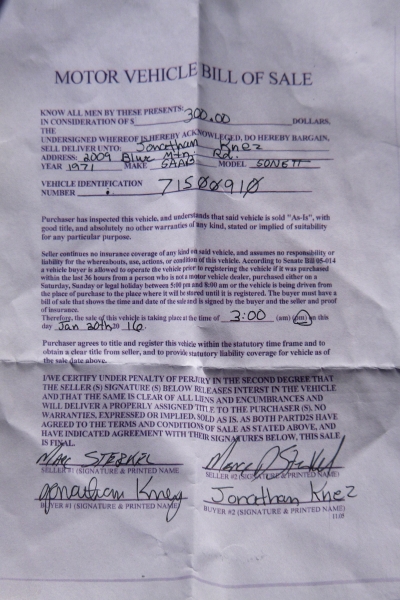 MOTOR VEHICLE BILL OF SALE
KNOW ALL MEN BY THESE PRESENTS:
IN CONSIDERATION OF $ 300.00 DOLLARS,
THE
UNDERSIGNED WHEREOF IS HEREBY ACKNOWLEDGED, DO HEREBY BARGAIN,
SELL DELIVER UNTO: Jonathan Knez
ADDRESS: 2009 Blue Mtn. Rd.
YEAR 1971 MAKE SAAB MODEL SONETT
VEHICLE IDENTIFICATION
NUMBER 71500910
Purchaser has inspected this vehicle, and understands that said vehicle is sold "As-Is", with
good title, and absolutely no other warranties of any kind, stated or implied of suitability
for any particular purpose.
Seller continues no insurance coverage of any kind on said vehicle, and assumes no responsibility or
liability for the whereabouts, use, actions, or condition of this vehicle. According to Senate Bill 05-014
a vehicle buyer is allowed to operate the vehicle prior to registering the vehicle if it was purchased
within the last 36 hours from a person who is not a motor vehicle dealer, purchased either on a
Saturday, Sunday or legal holiday between 5:00 pm and 8:00 am or the vehicle is being driven from
the place of purchase to the place where it will be stored until it is registered. The buyer must have a
bill of sale that shows the time and date of the sale and is signed by the buyer and the seller and proof
of insurance.
Therefore, the sale of this vehicle is taking place at the time of 3:00 (am) (pm) on this
day Jan 30th 20 16.
Purchaser agrees to title and register this vehicle within the statutory time frame and to
obtain a clear title from seller, and to provide statutory liability coverage for vehicle as of
the sale date above.
I/WE CERTIFY UNDER PENALTY OF PERJURY IN THE SECOND DEGREE THAT
THE SELLER (S) SIGNATURE (S) BELOW RELEASES INTERST IN THE VEHICLE
AND THAT THE SAME IS CLEAR OF ALL LIENS AND ENCUMBRANCES AND
WILL DELIVER A PROPERLY ASSIGNED TITLE TO THE PURCHASER (S). NO
WARRANTIES, EXPRESSED OR IMPLIED. SOLD AS IS. AS BOTH PARTIES HAVE
AGREED TO THE TERMS AND CONDITIONS OF SALE AS STATED ABOVE, AND
HAVE INDICATED AGREEMENT WITH THEIR SIGNATURES BELOW, THIS SALE
IS FINAL.
SELLER #1 (SIGNATURE & PRINTED NAME
SELLER #2 (SIGNATURE & PRINTED NAME)
Jonathan Knez Jonathan Knez
BUYER #1 (SIGNATURE & PRINTED NAME) BUYER #2 (SIGNATURE & PRINTED NAME)
11.05